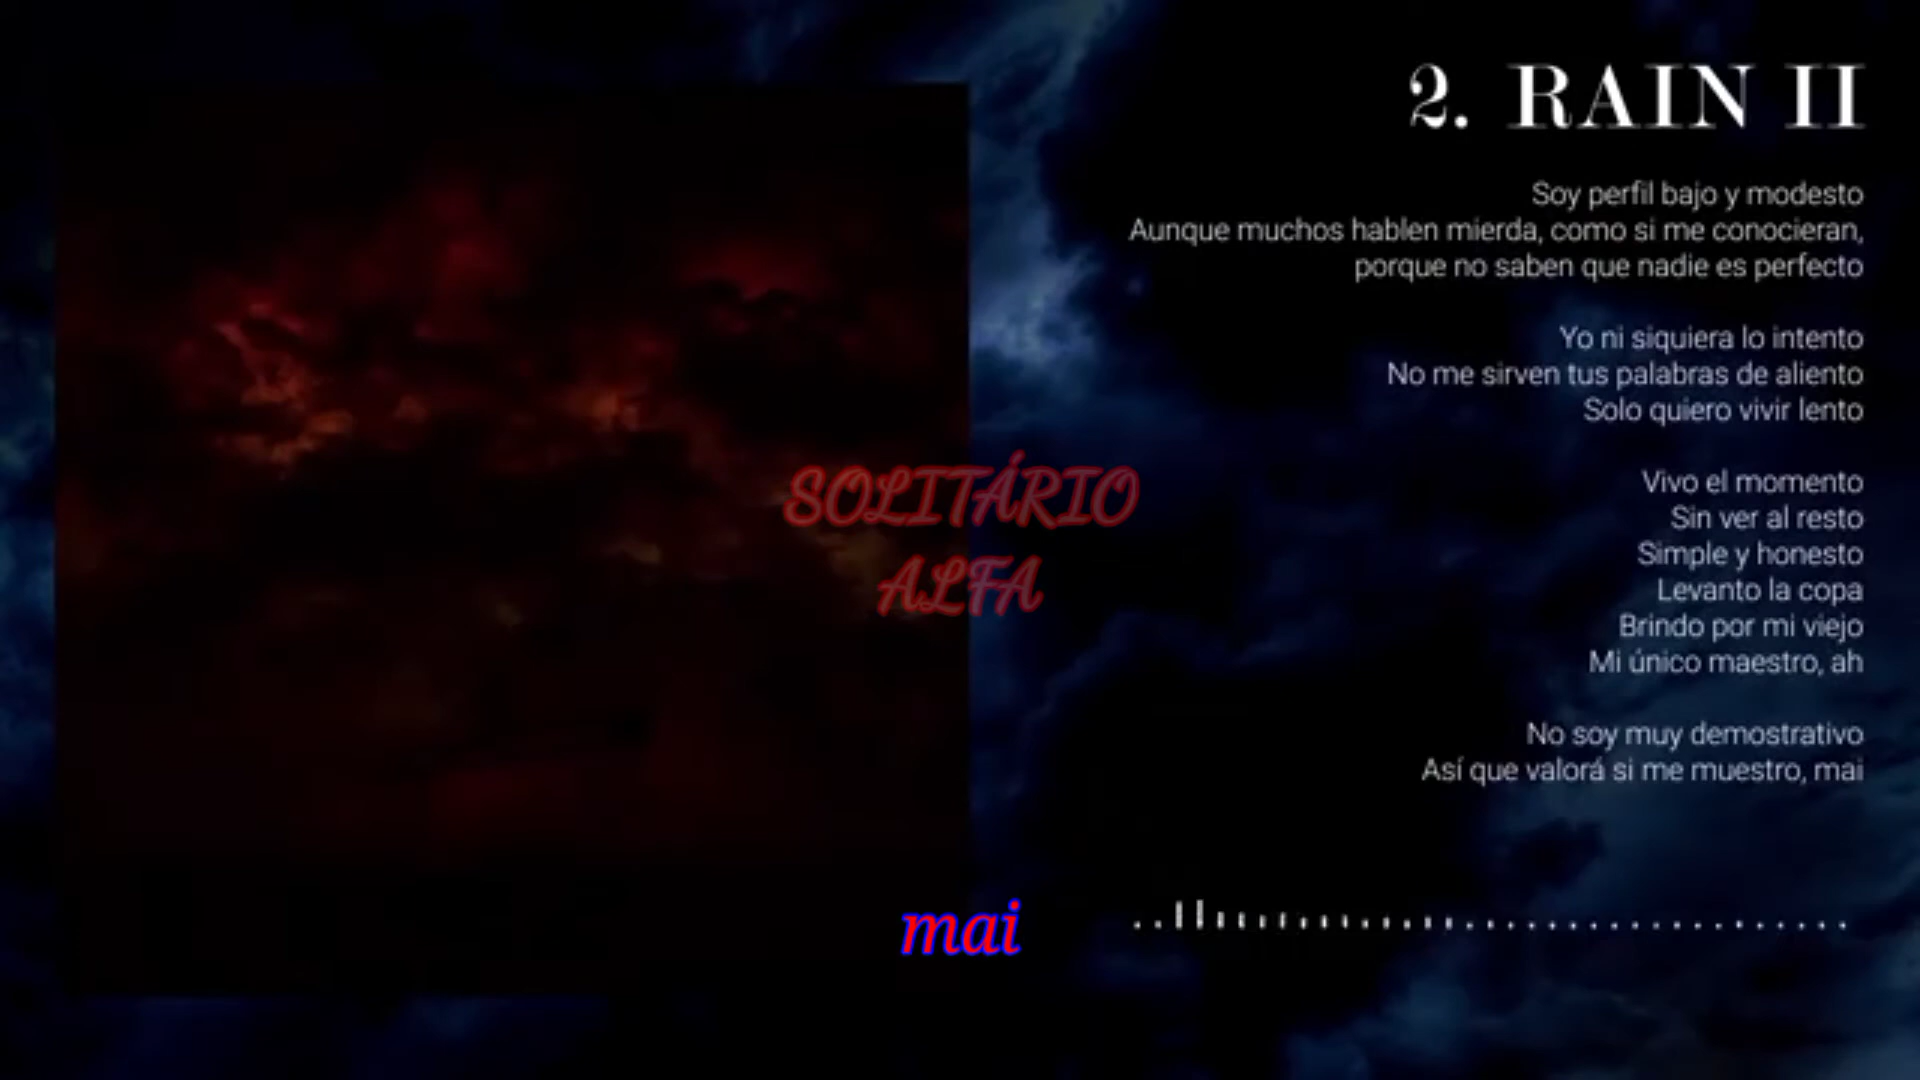 2. RAIN II
Soy perfil bajo y modesto
Aunque muchos hablen mierda, como si me conocieran,
porque no saben que nadie es perfecto
Yo ni siquiera lo intento
No me sirven tus palabras de aliento
Solo quiero vivir lento
Vivo el momento
Sin ver al resto
Simple y honesto
Levanto la copa
Brindo por mi viejo
Mi único maestro, ah
No soy muy demostrativo
Así que valorá si me muestro, mai
SOLITÁRIO
ALFA
mai